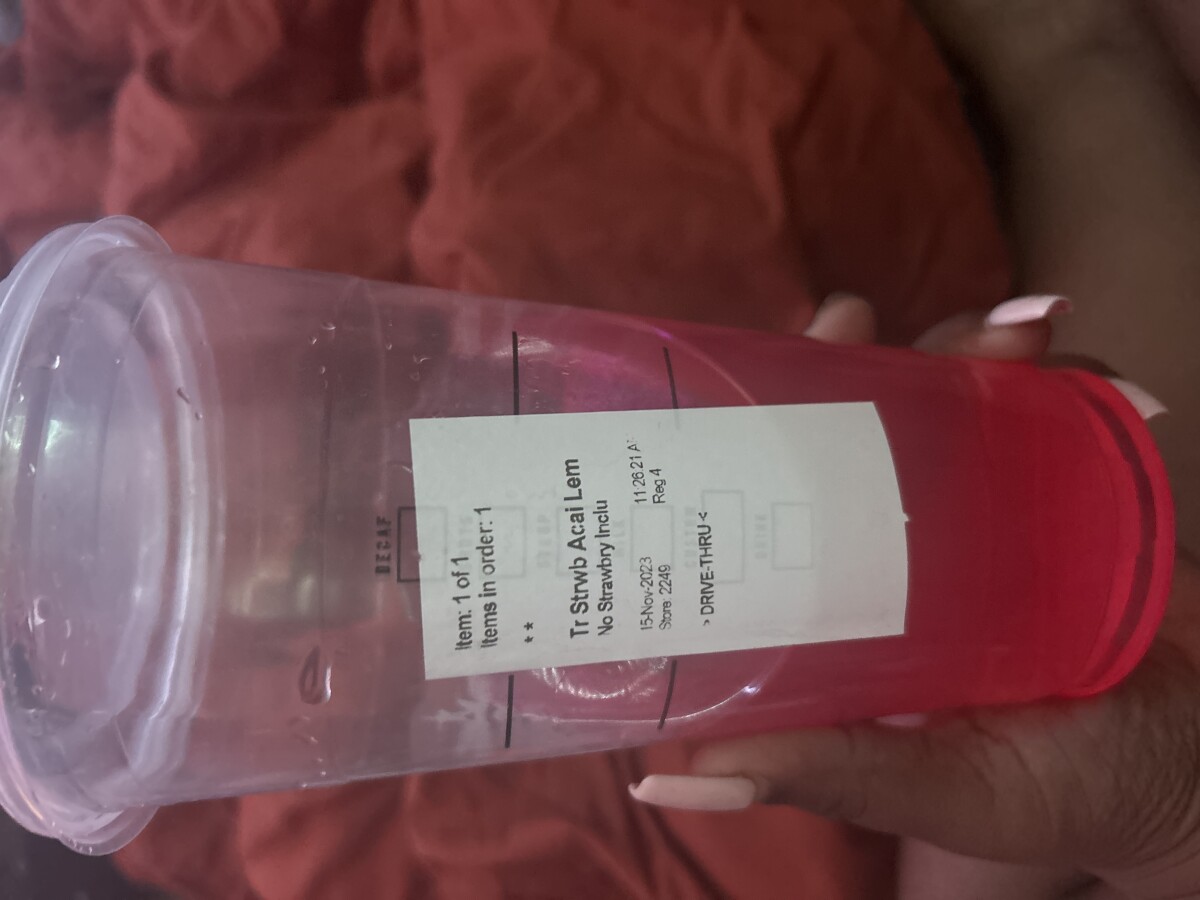 DECAF
Item: 1 of 1
Items in order: 1
**
Tr Strwb Acai Lem
No Strawbry Inclu
15-Nov-2023 11:26:21 A
Store 2249 Reg 4
> DRIVE-THRU <